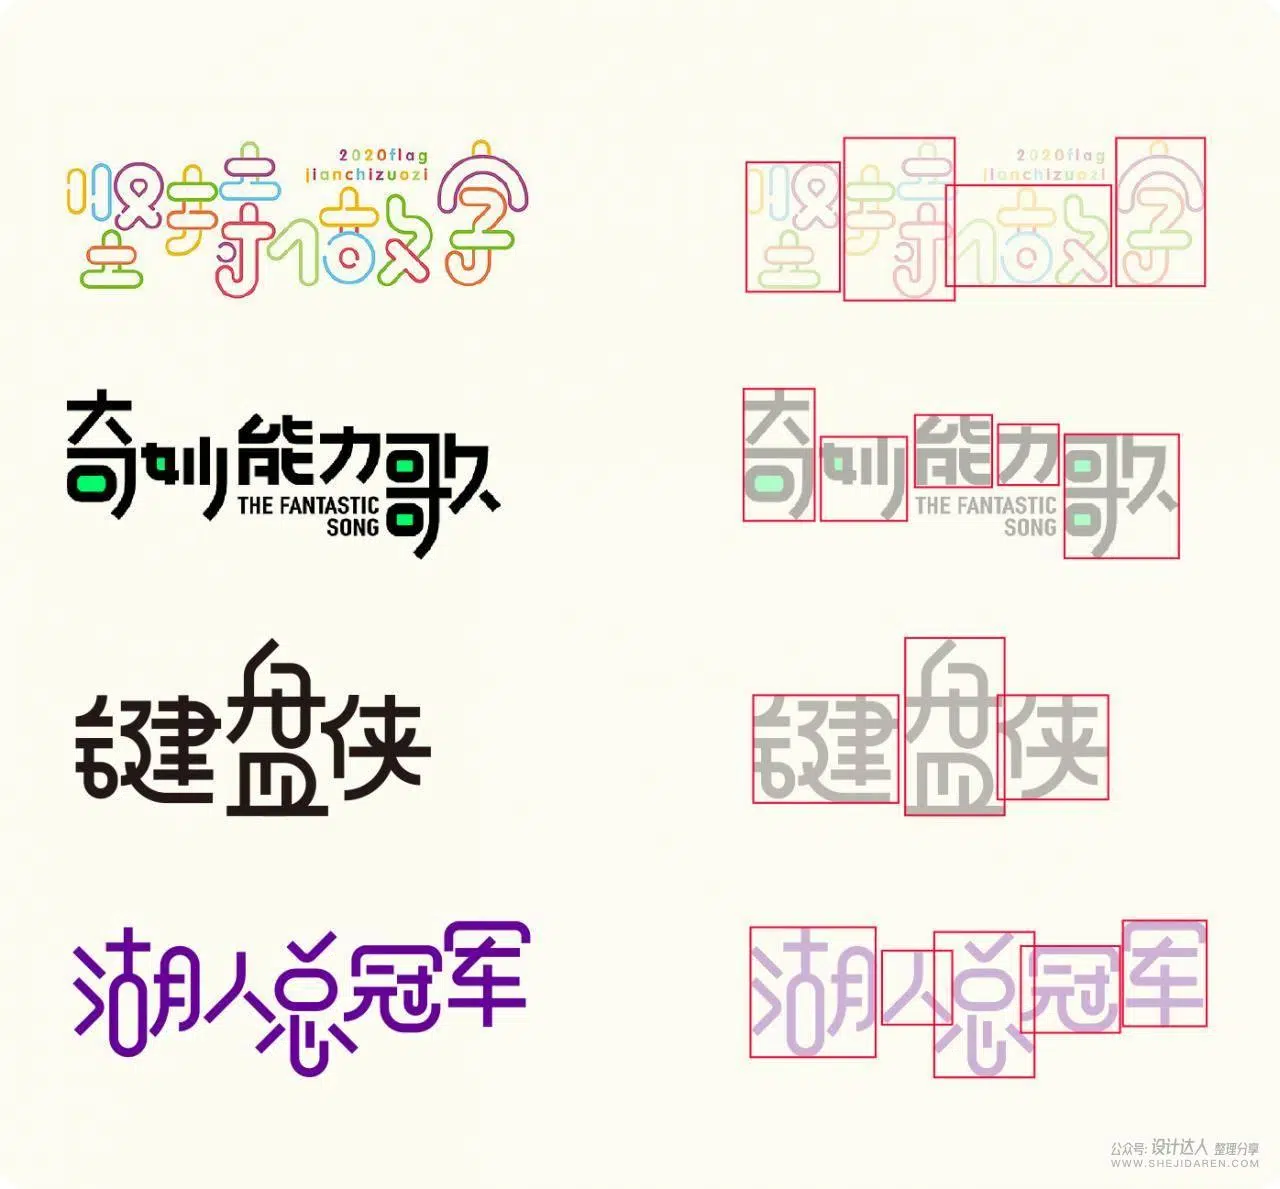 坚持做字
2020flag
jianchizuozi
坚持做字
2020flag
jianchizuozi
奇妙能力歌
THE FANTASTIC
SONG
奇妙能力歌
THE FANTASTIC
SONG
键盘侠
键盘侠
湖人总冠军
湖人总冠军
公众号: 设计达人 整理分享
WWW.SHEJIDAREN.COM